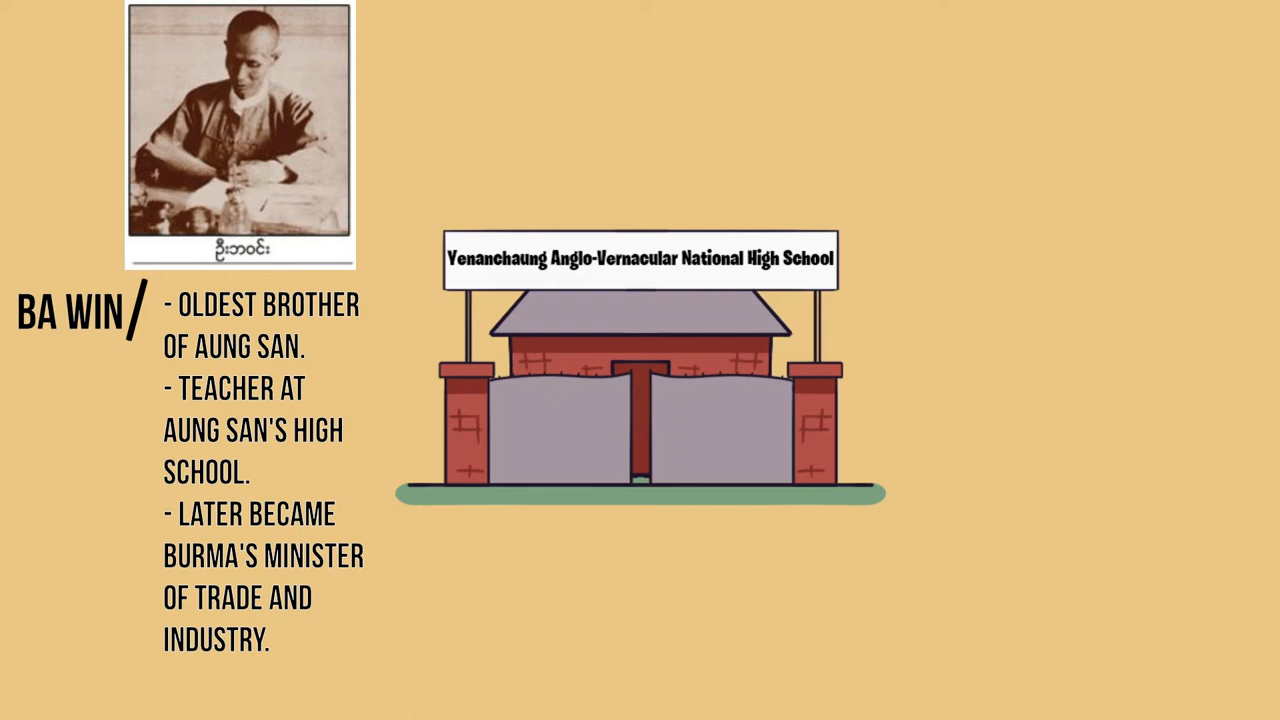 ဦးဘဝင်း
BA WIN/
- OLDEST BROTHER
OF AUNG SAN.
- TEACHER AT
AUNG SAN'S HIGH
SCHOOL.
- LATER BECAME
BURMA'S MINISTER
OF TRADE AND
INDUSTRY.
Yenanchaung Anglo-Vernacular National High School